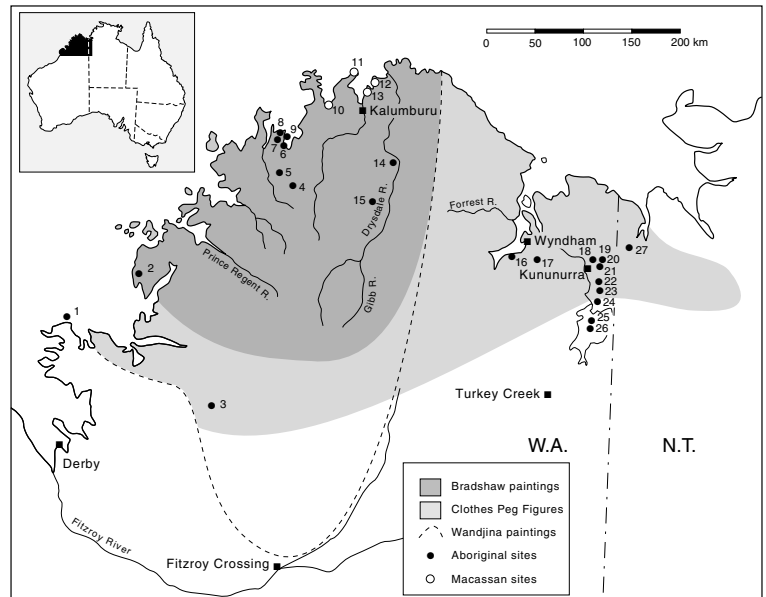 0 50 100 150 200 km
11
12
13
10
Kalumburu
8
9
7
6
14
5
4
15
Drysdale R.
Forrest R.
Prince Regent R.
Gibb R.
Wyndham
27
2
16
17
18
19
20
Kununurra
21
22
23
24
1
25
26
3
Turkey Creek
W.A.
N.T.
Derby
Fitzroy River
Fitzroy Crossing
Bradshaw paintings
Clothes Peg Figures
Wandjina paintings
Aboriginal sites
Macassan sites